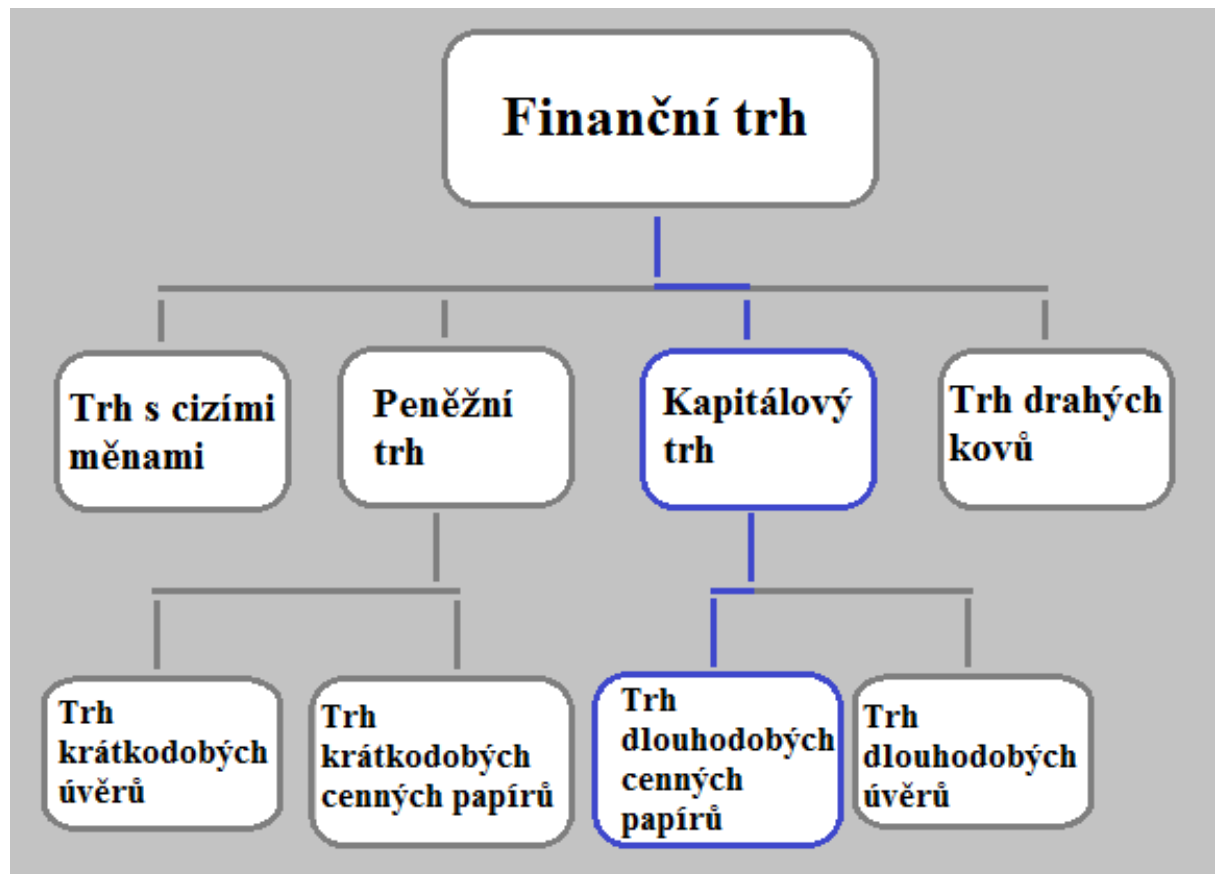 Finanční trh
Trh s cizími
měnami
Peněžní
trh
Kapitálový
trh
Trh drahých
kovů
Trh
krátkodobých
úvěrů
Trh
krátkodobých
cenných papírů
Trh
dlouhodobých
cenných
papírů
Trh
dlouhodobých
úvěrů